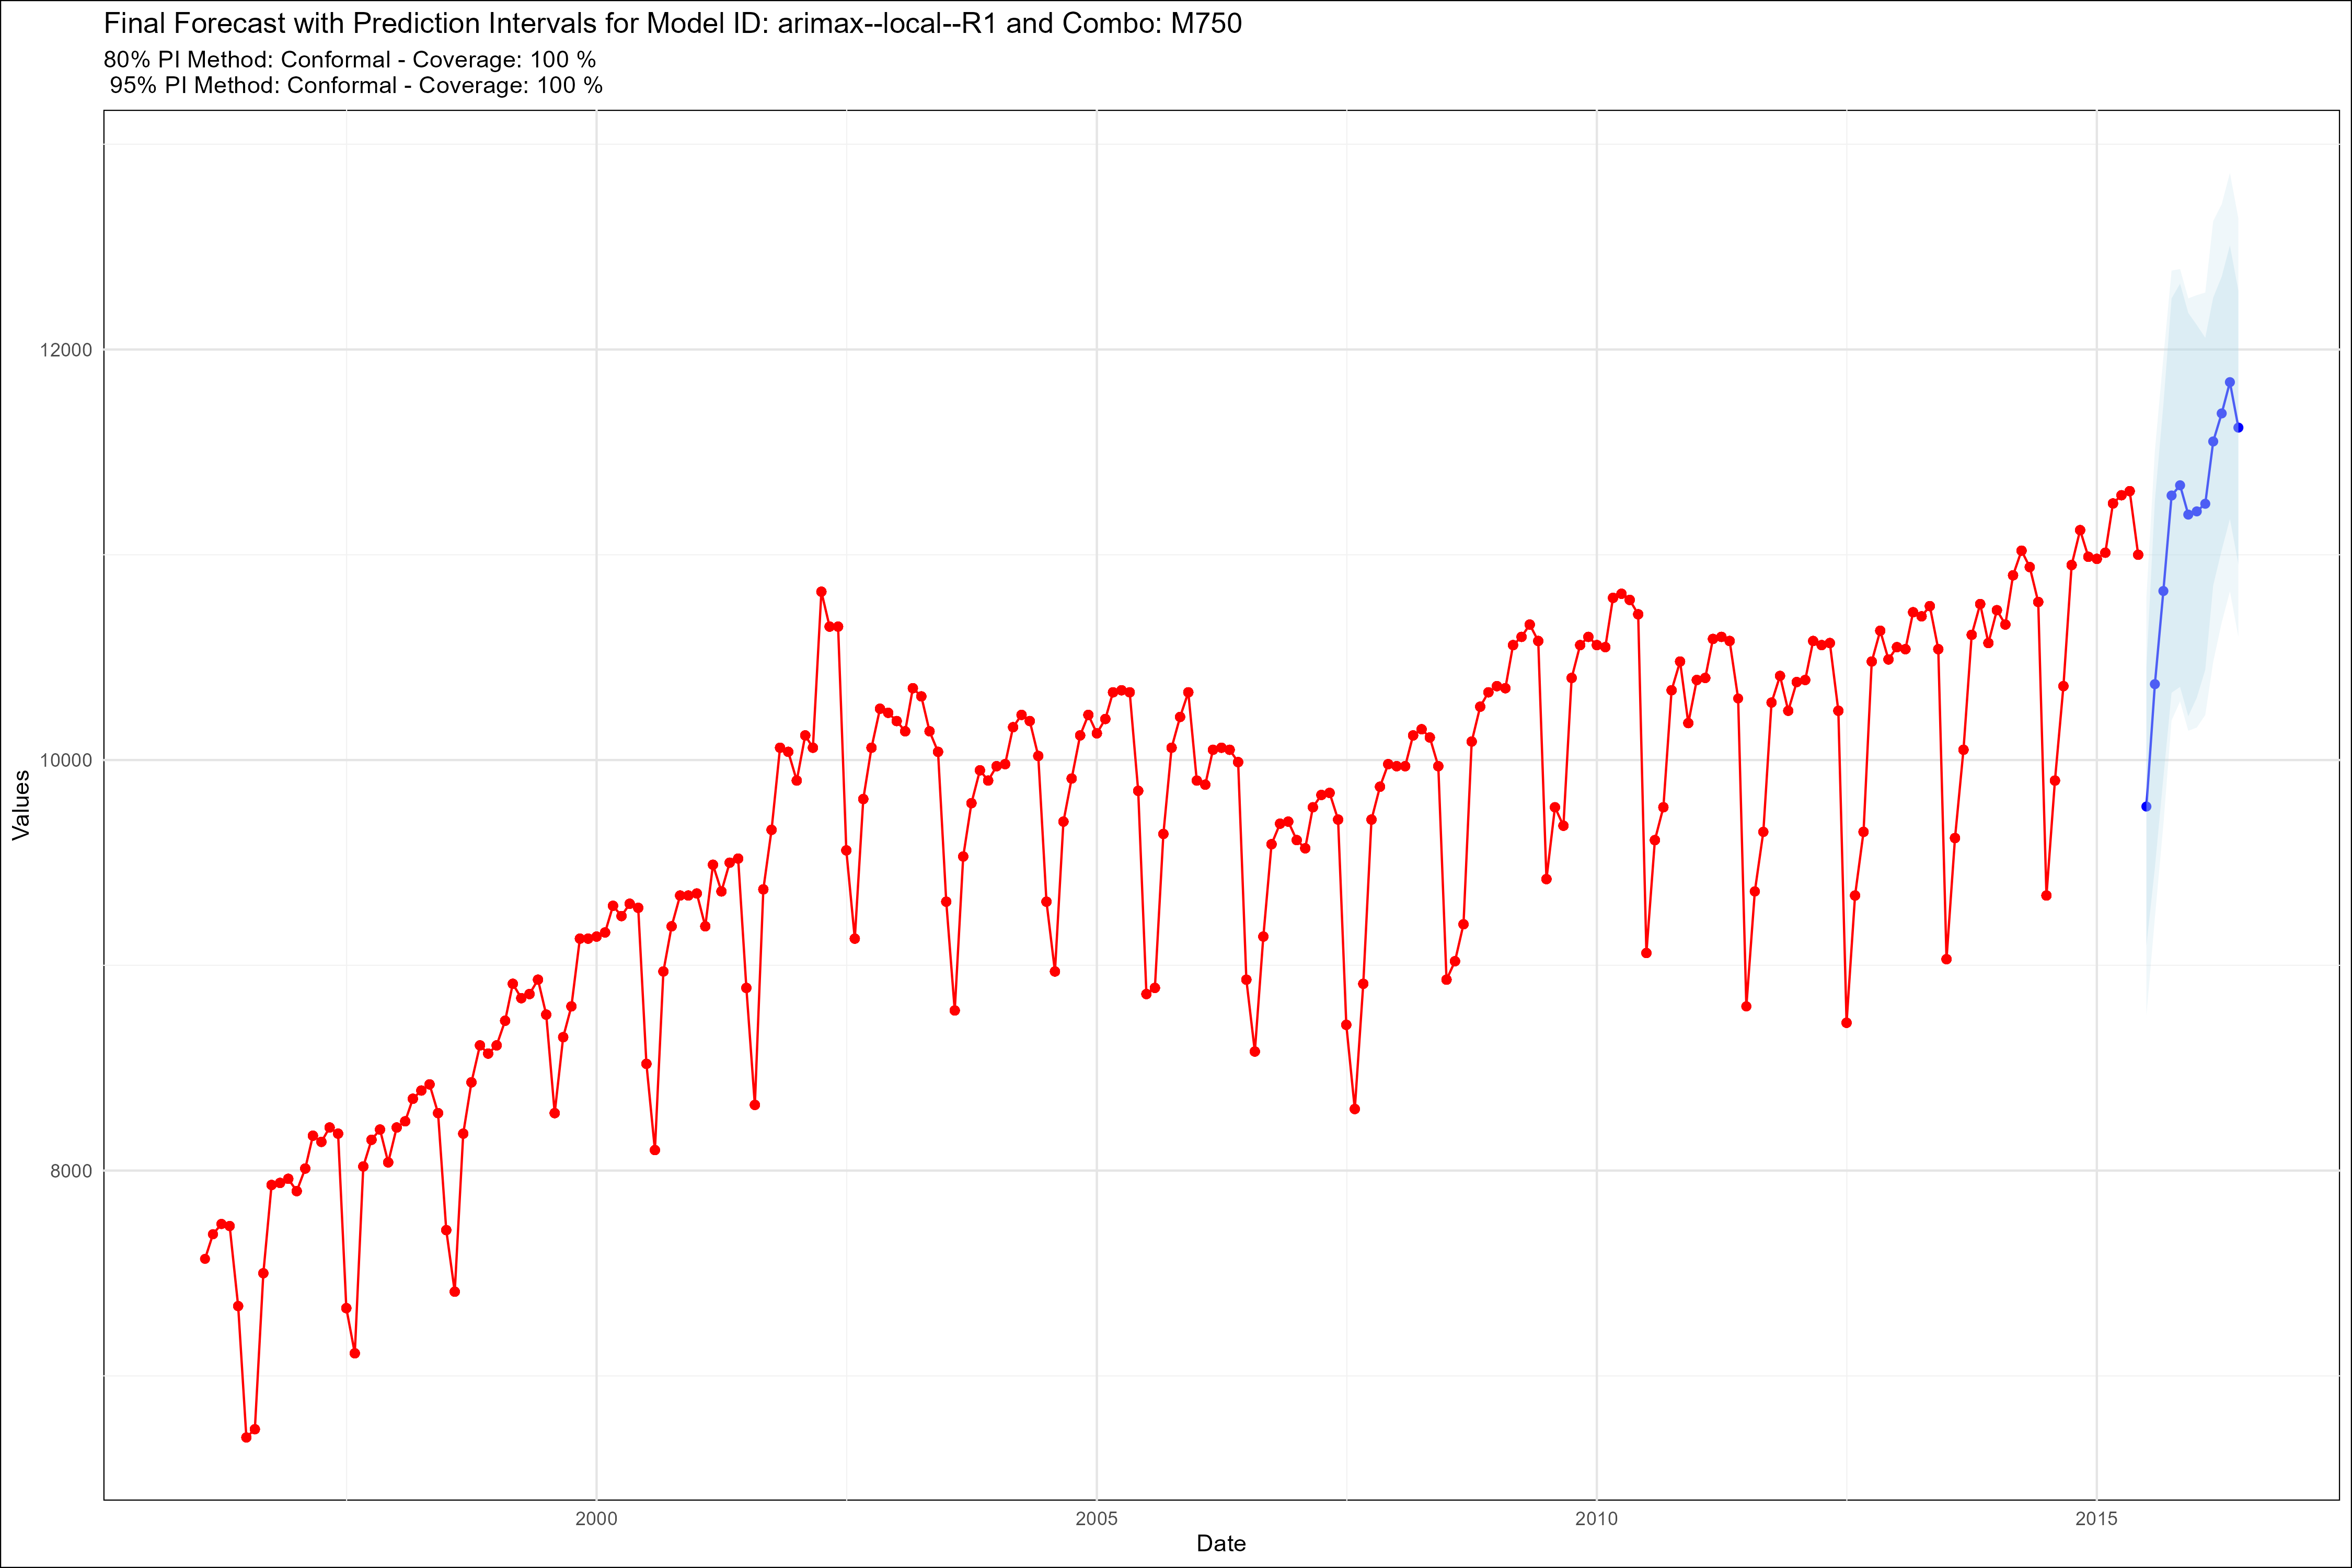 Final Forecast with Prediction Intervals for Model ID: arimax--local--R1 and Combo: M750
80% PI Method: Conformal - Coverage: 100 %
95% PI Method: Conformal - Coverage: 100 %
12000
10000
8000
Values
2000
2005
2010
2015
Date